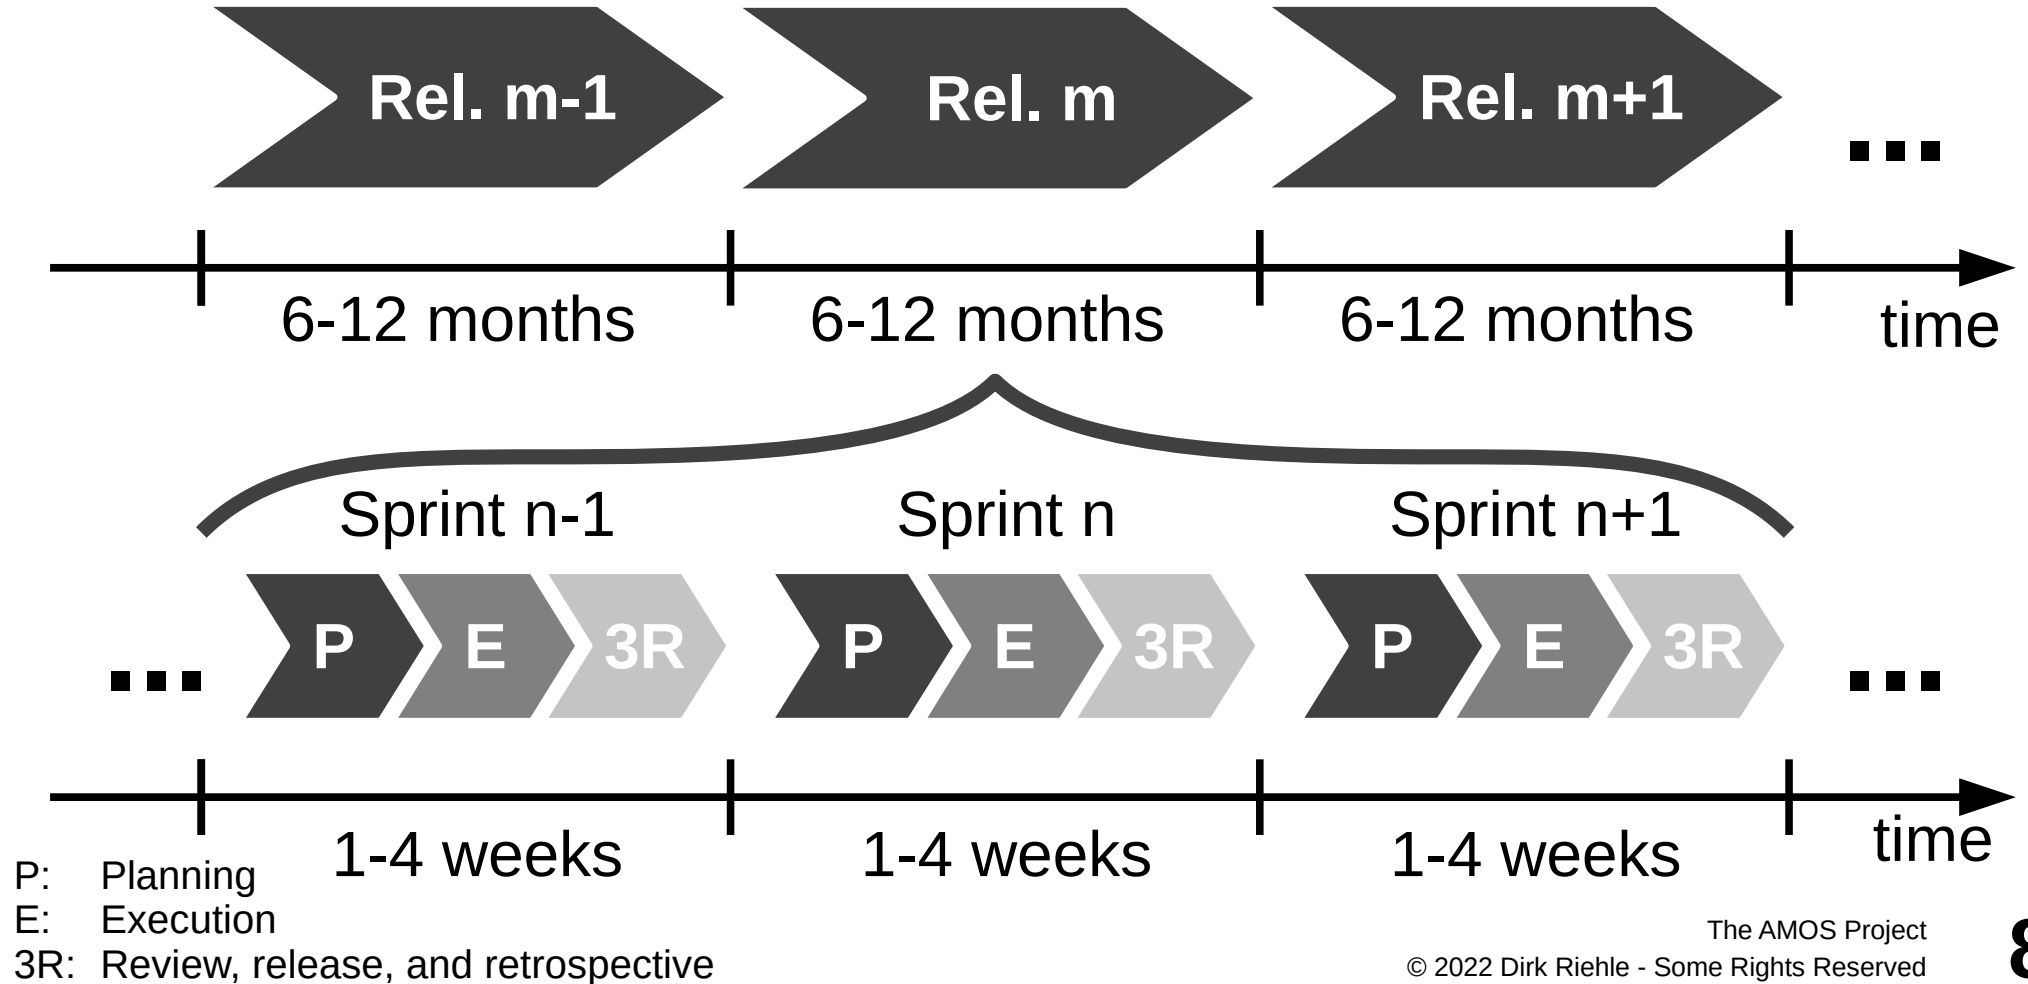 Rel. m-1 Rel. m Rel. m+1
...
6-12 months 6-12 months 6-12 months time
Sprint n-1 Sprint n Sprint n+1
P E 3R P E 3R P E 3R
... ...
1-4 weeks 1-4 weeks 1-4 weeks time
P: Planning
E: Execution
3R: Review, release, and retrospective
The AMOS Project
© 2022 Dirk Riehle - Some Rights Reserved